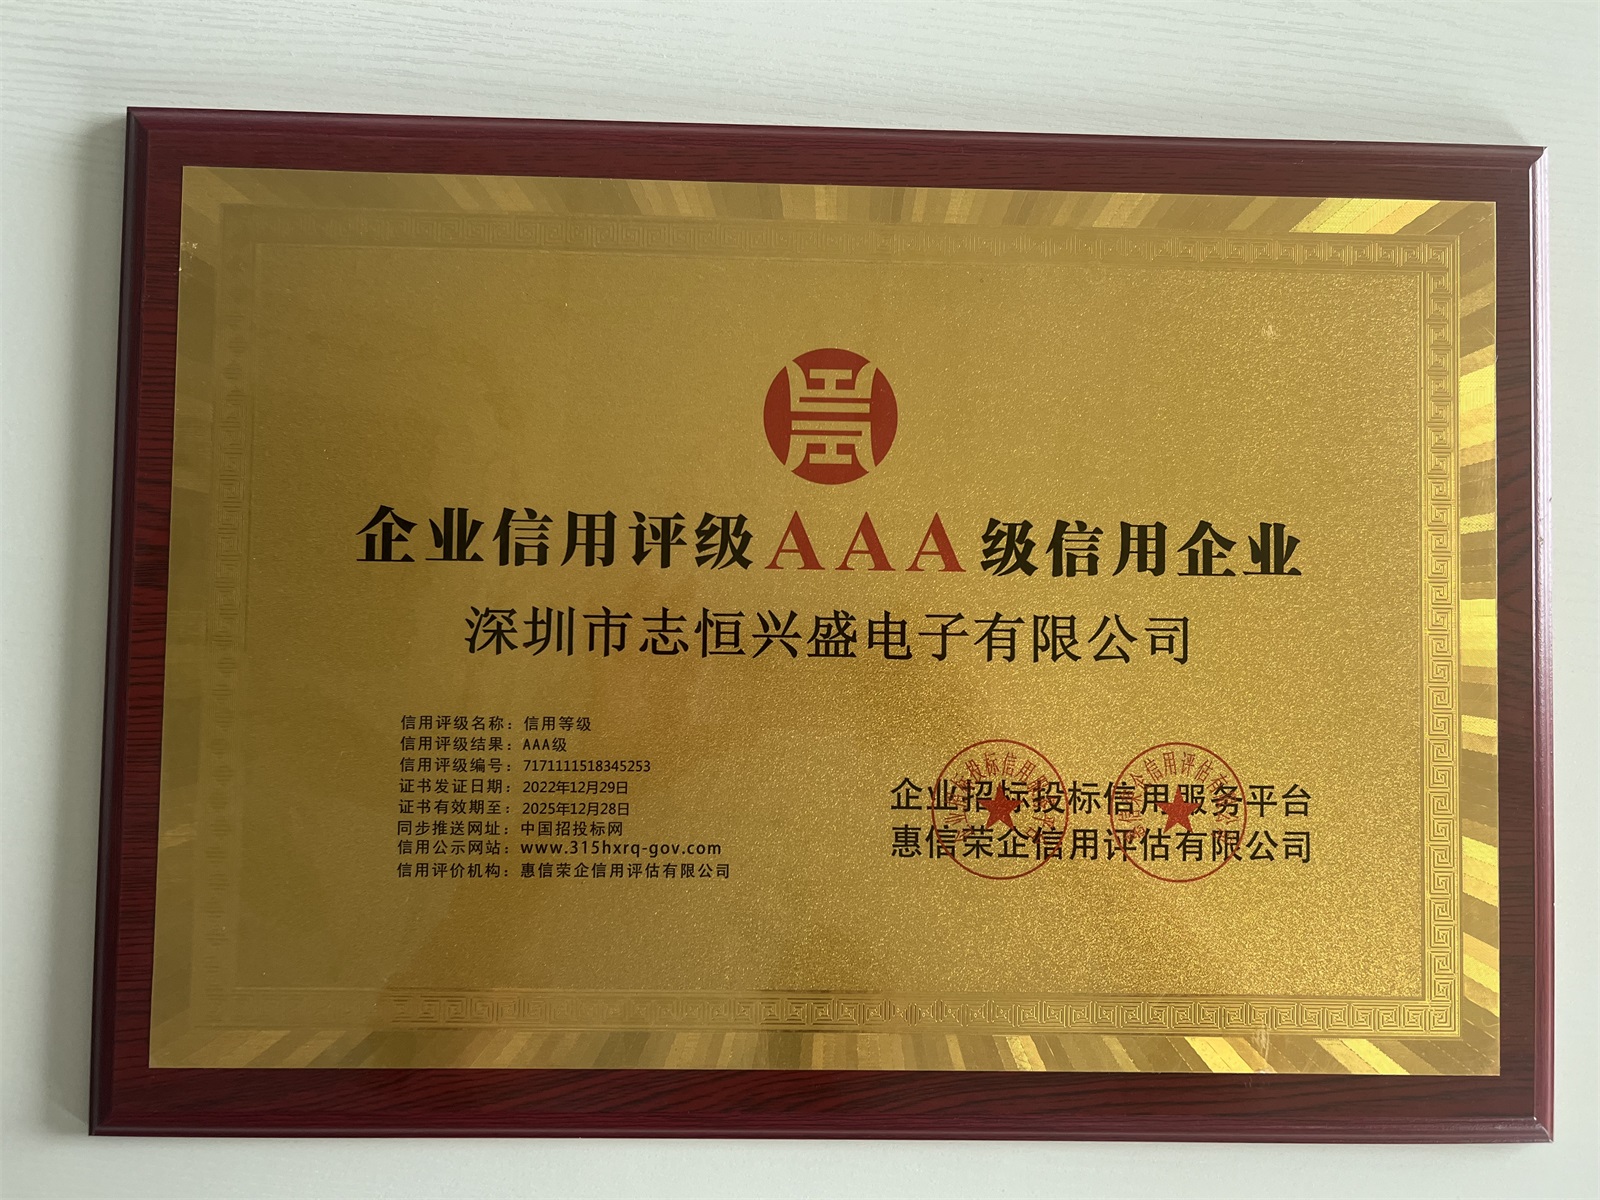 企业信用评级AAA级信用企业
深圳市志恒兴盛电子有限公司
信用评级名称：信用等级
信用评级结果：AAA级
信用评级编号：7171111518345253
证书发证日期：2022年12月29日
证书有效期至：2025年12月28日
同步推送网址：中国招投标网
信用公示网站：www.315hxrq-gov.com
信用评价机构：惠信荣企信用评估有限公司
企业招标投标信用服务平台
惠信荣企信用评估有限公司